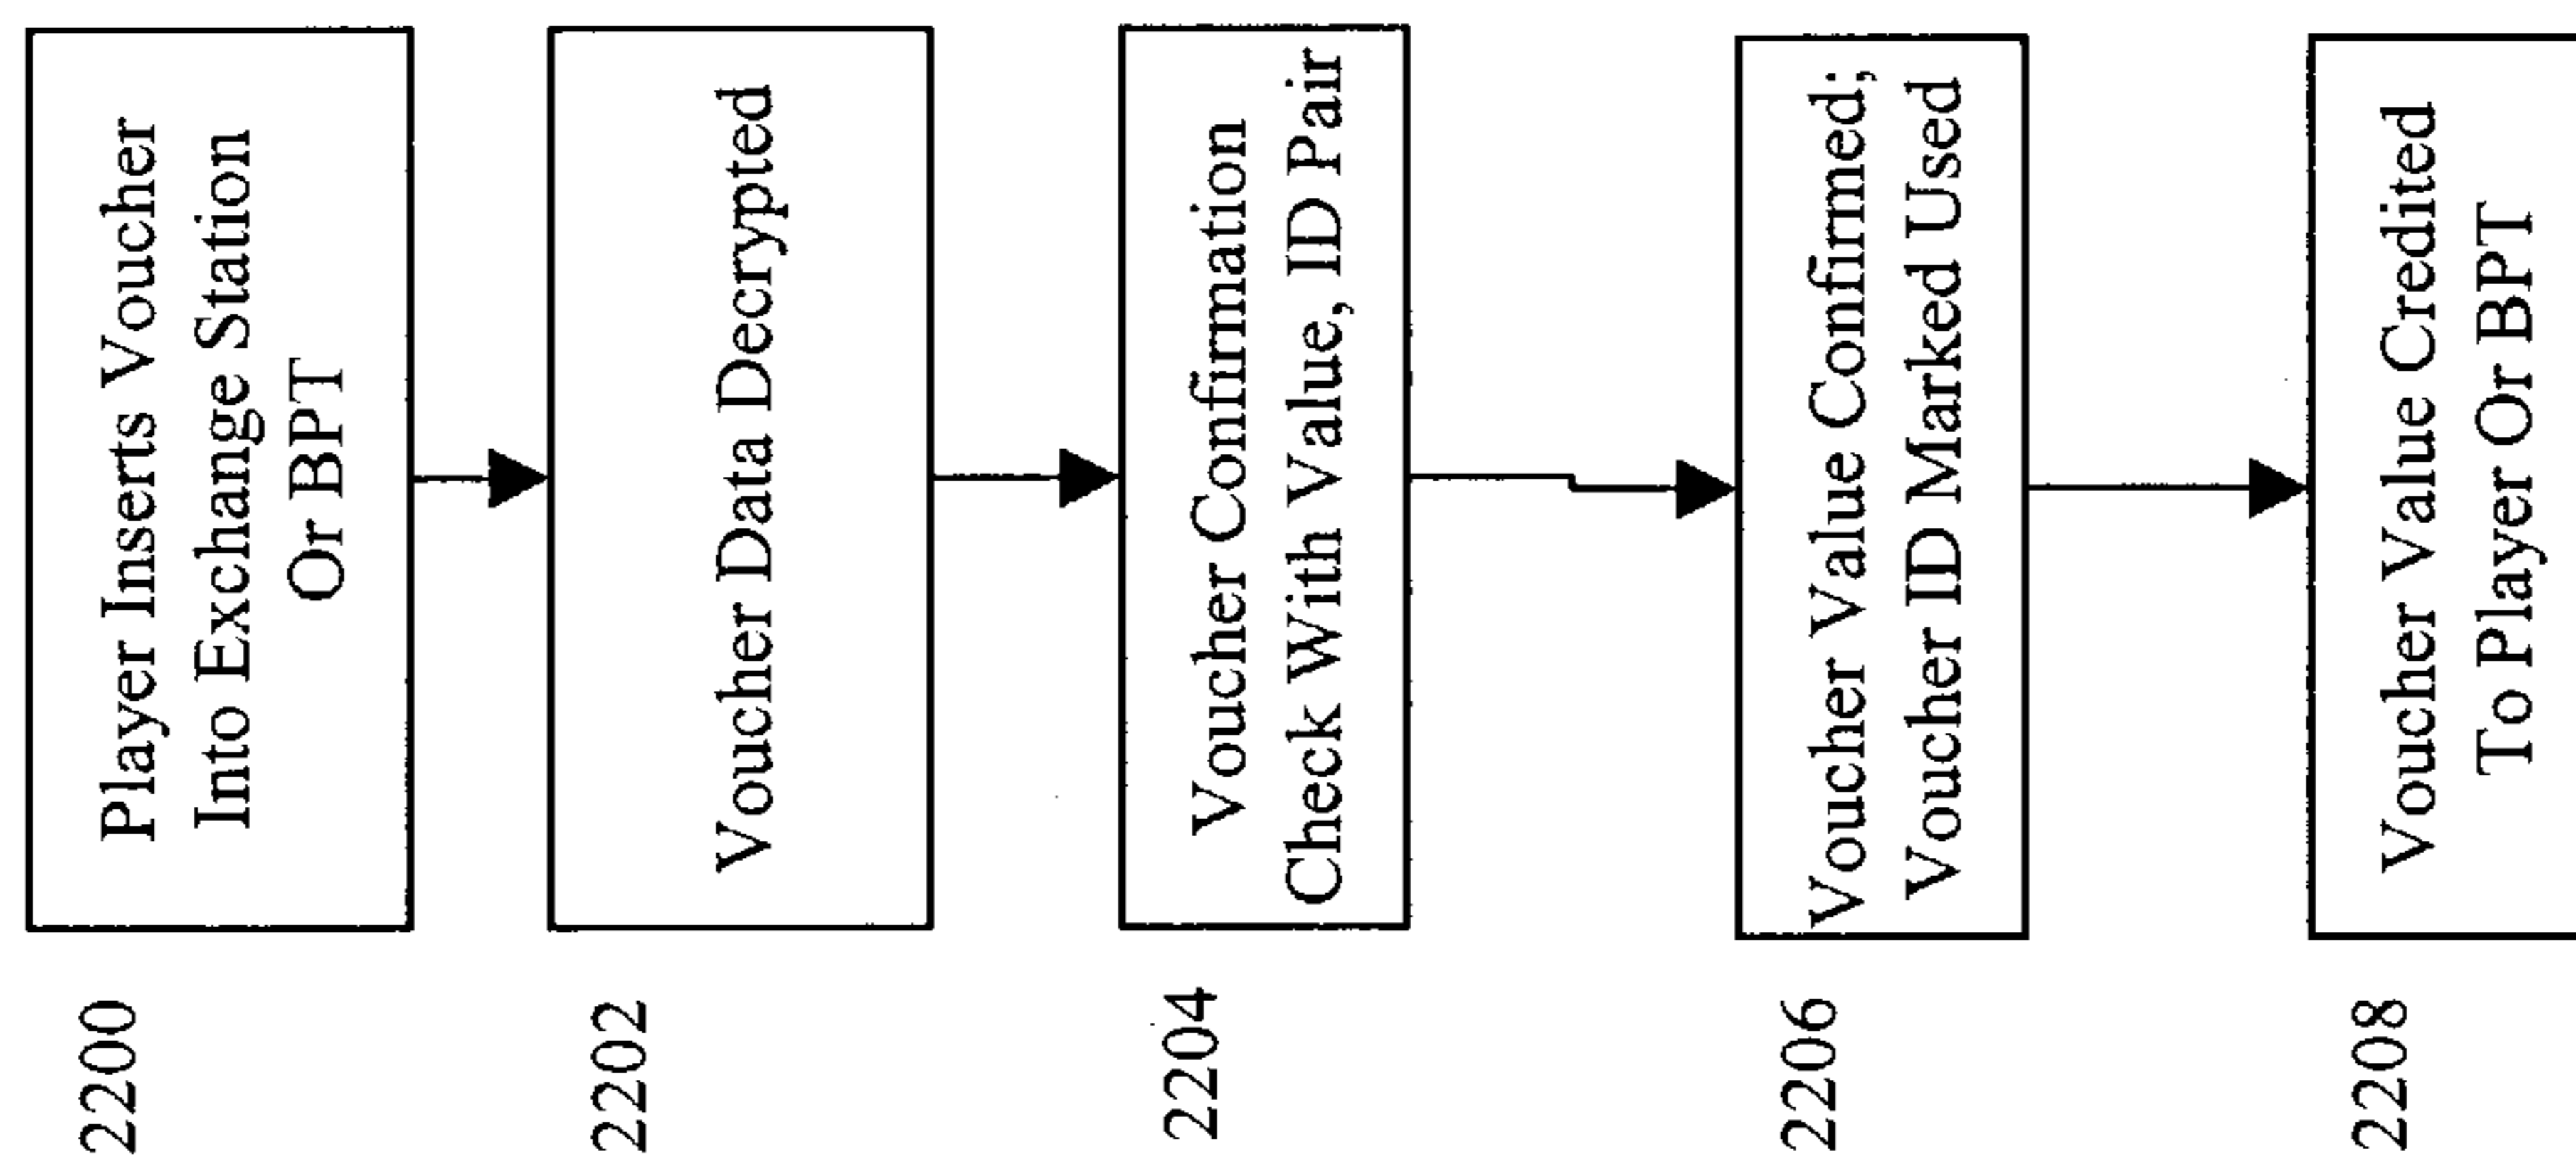 2200
Player Inserts Voucher
Into Exchange Station
Or BPT
2202
Voucher Data Decrypted
2204
Voucher Confirmation
Check With Value, ID Pair
2206
Voucher Value Confirmed;
Voucher ID Marked Used
2208
Voucher Value Credited
To Player Or BPT